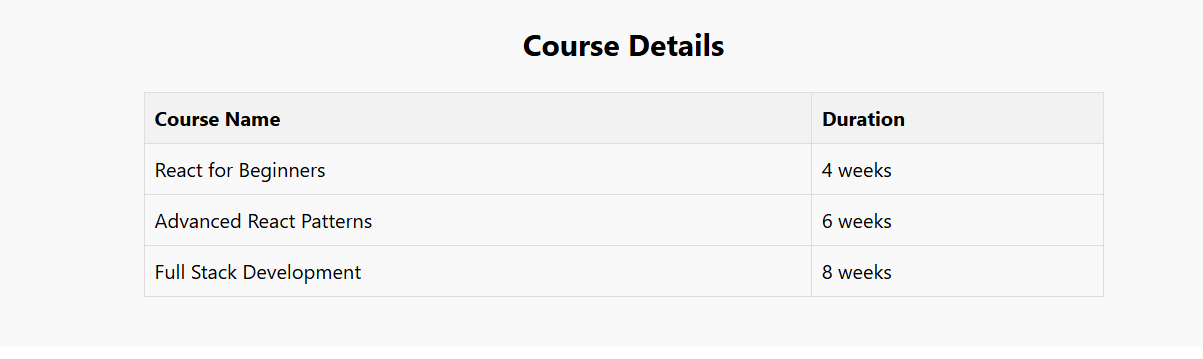 Course Details
Course Name Duration
React for Beginners 4 weeks
Advanced React Patterns 6 weeks
Full Stack Development 8 weeks